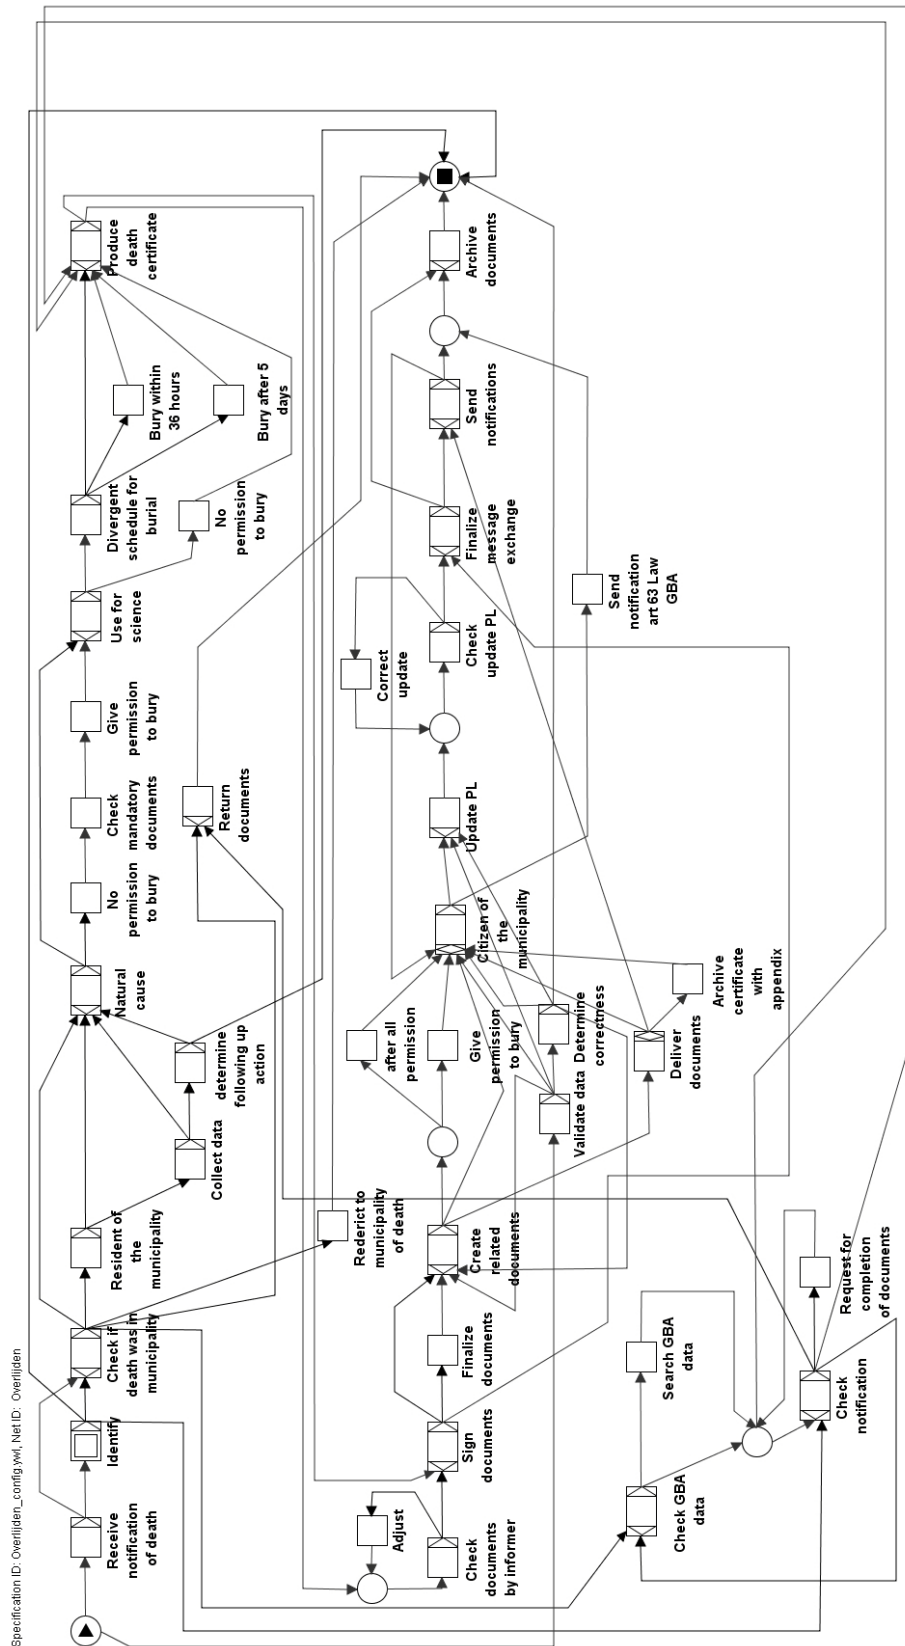 Specification ID: Overlijden_config.ywl, Net ID: Overlijden
Receive
notification
of death
Identify
Check if
death was in
municipality
Resident of
the
municipality
Collect data
determine
following up
action
Natural
cause
No
permission
to bury
Check
mandatory
documents
Give
permission
to bury
Use for
science
No
permission
to bury
Divergent
schedule for
burial
Bury within
36 hours
Bury after 5
days
Produce
death
certificate
Return
documents
Rederict to
municipality
of death
Adjust
Check
documents
by informer
Sign
documents
Finalize
documents
Create
related
documents
after all
permission
Give
permission
to bury
Validate data
Determine
correctness
Citizen of
the
municipality
Update PL
Correct
update
Check
update PL
Finalize
message
exchange
Send
notifications
Archive
documents
Send
notification
art 63 Law
GBA
Deliver
documents
Archive
certificate
with
appendix
Check GBA
data
Search GBA
data
Check
notification
Request for
completion
of documents